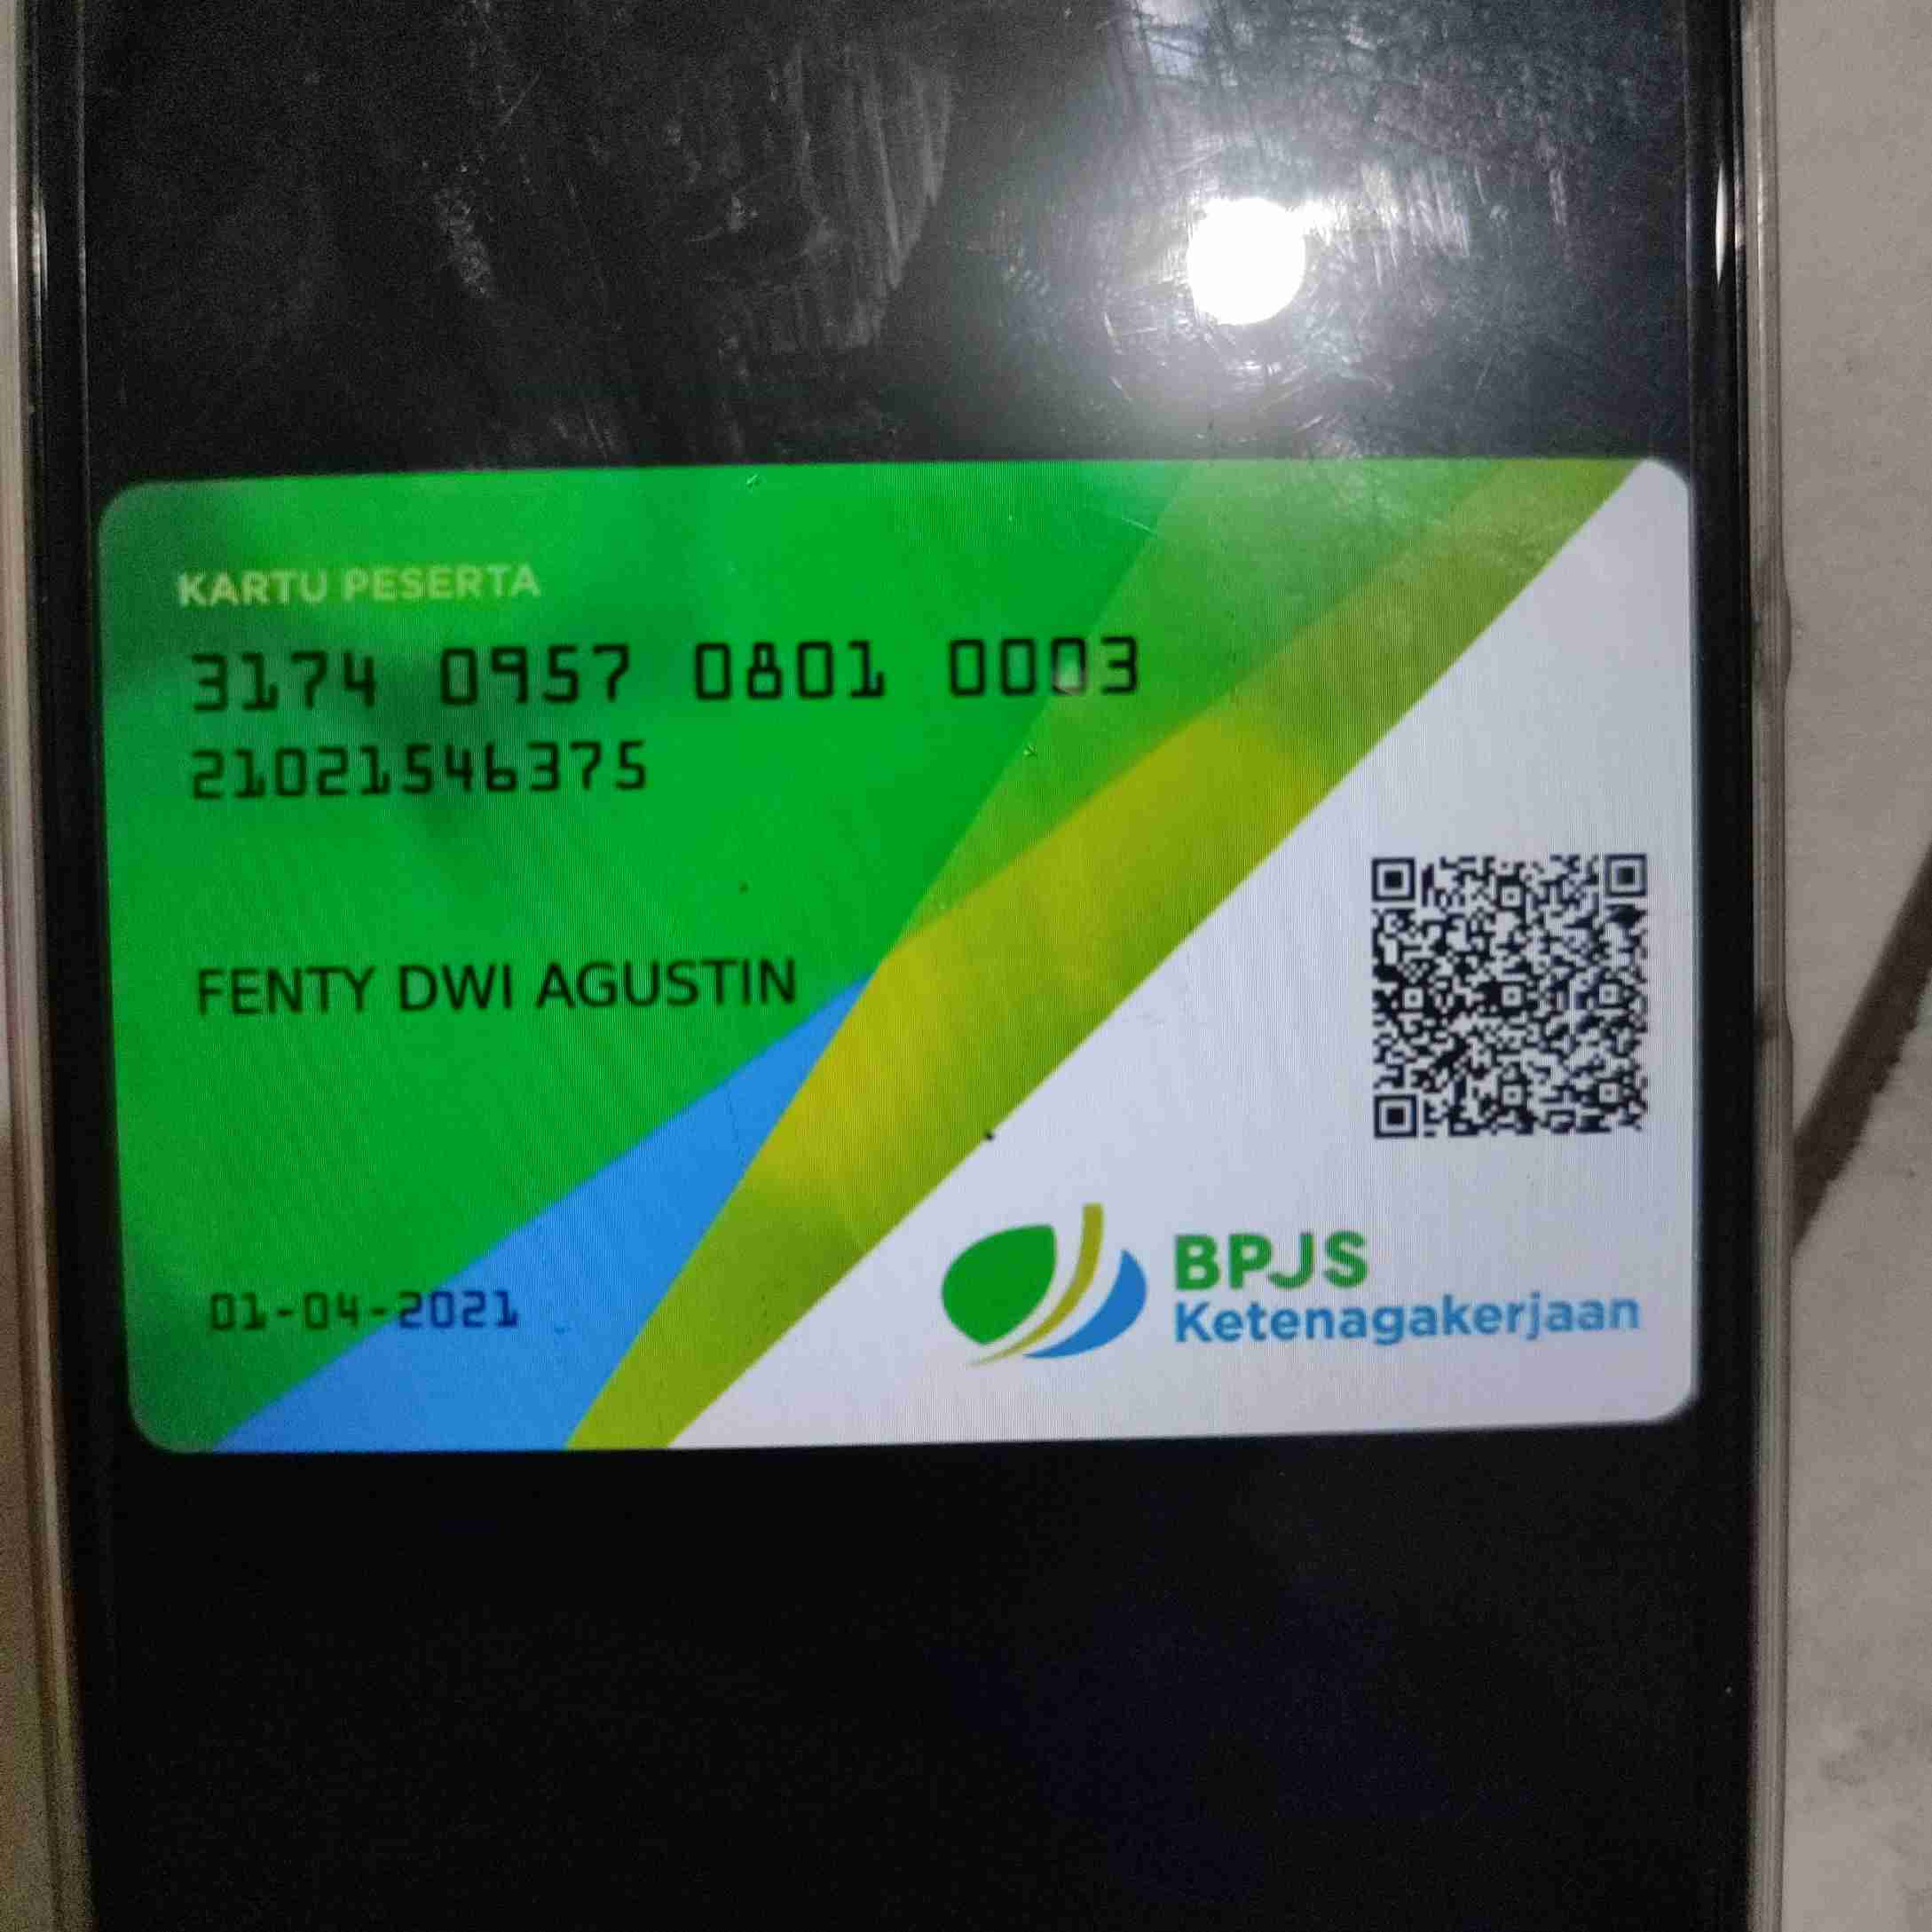 KARTU PESERTA
3174 0957 0801 0003
21021546375
FENTY DWI AGUSTIN
01-04-2021
BPJS
Ketenagakerjaan